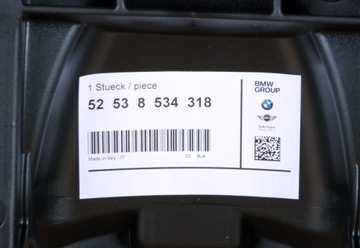 1 Stueck / piece
52 53 8 534 318
Made in Italy - IT
BMW
GROUP